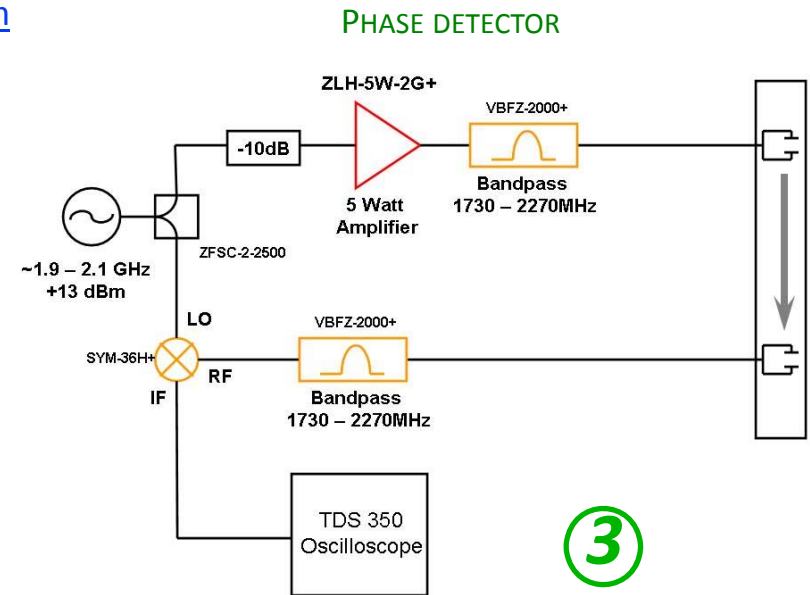 n
PHASE DETECTOR
ZLH-5W-2G+
VBFZ-2000+
-10dB
5 Watt
Amplifier
Bandpass
1730 – 2270MHz
ZFSC-2-2500
~1.9 – 2.1 GHz
+13 dBm
LO
VBFZ-2000+
SYM-36H+
RF
IF
Bandpass
1730 – 2270MHz
TDS 350
Oscilloscope
3